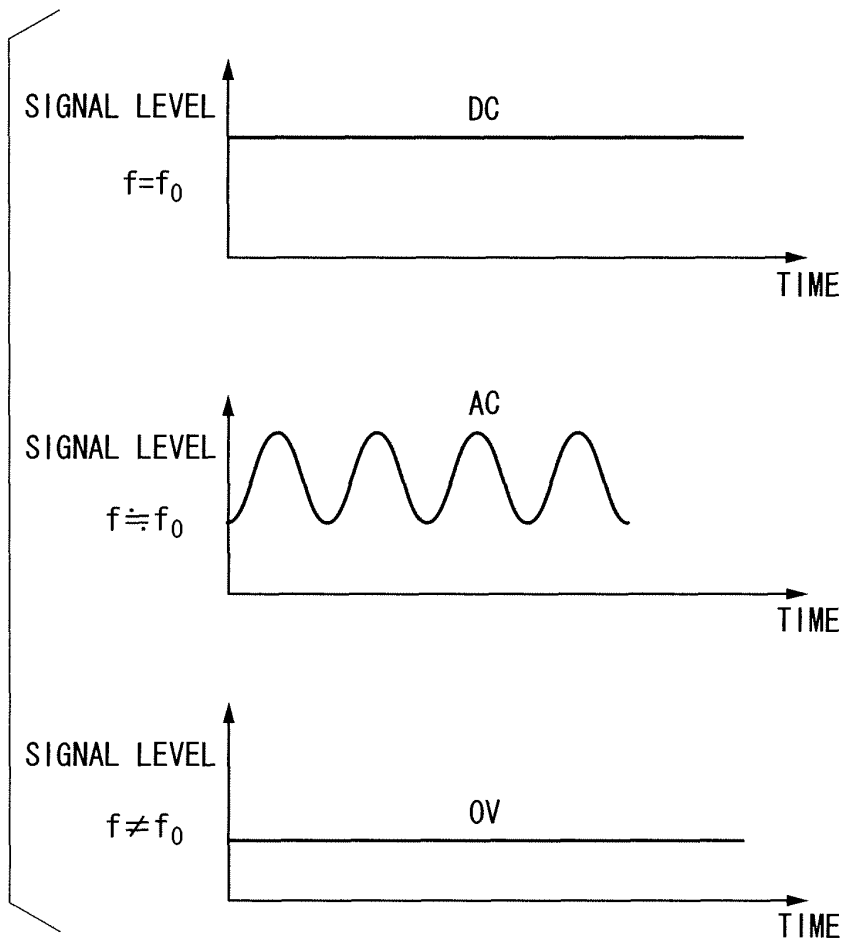 SIGNAL LEVEL
DC
f=f₀
TIME
AC
SIGNAL LEVEL
f≒f₀
TIME
SIGNAL LEVEL
0V
f≠f₀
TIME